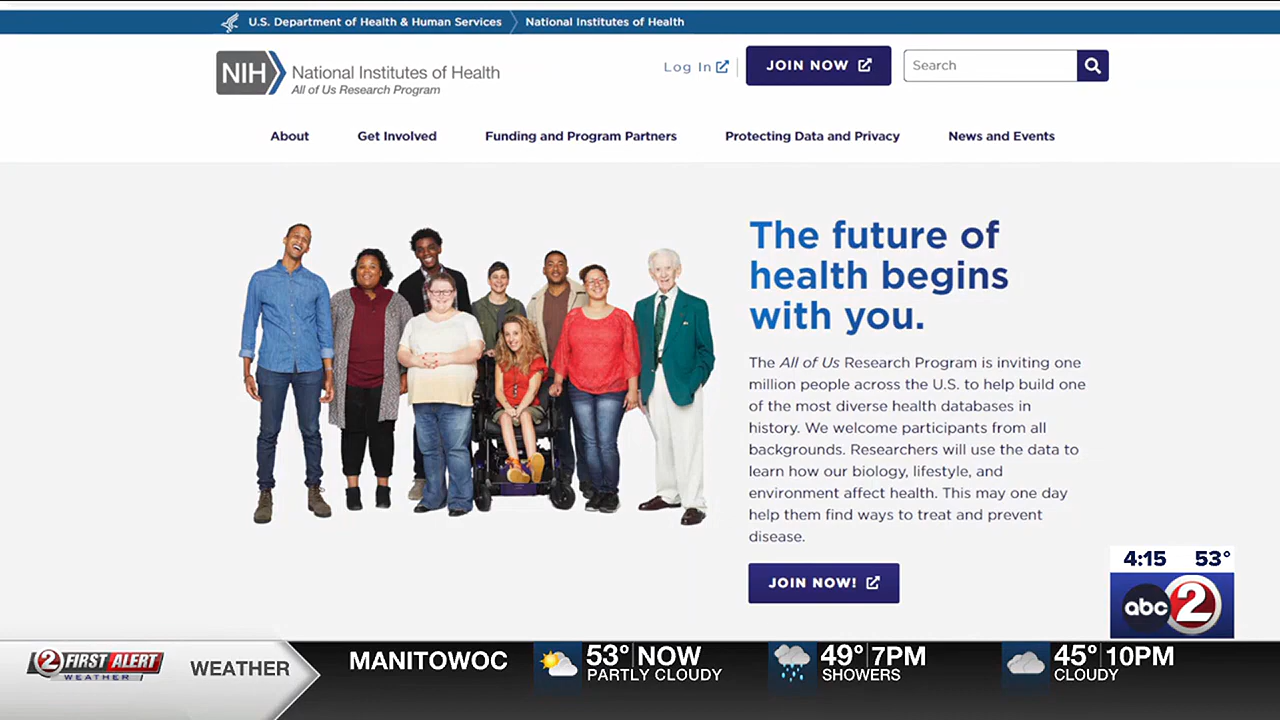 U.S. Department of Health & Human Services National Institutes of Health
NIH National Institutes of Health
All of Us Research Program
Log In
JOIN NOW
Search
About Get Involved Funding and Program Partners Protecting Data and Privacy News and Events
The future of
health begins
with you.
The All of Us Research Program is inviting one
million people across the U.S. to help build one
of the most diverse health databases in
history. We welcome participants from all
backgrounds. Researchers will use the data to
learn how our biology, lifestyle, and
environment affect health. This may one day
help them find ways to treat and prevent
disease.
JOIN NOW!
4:15 53°
abc 2
2 FIRST ALERT
WEATHER
WEATHER
MANITOWOC
53° NOW
PARTLY CLOUDY
49° 7PM
SHOWERS
45° 10PM
CLOUDY